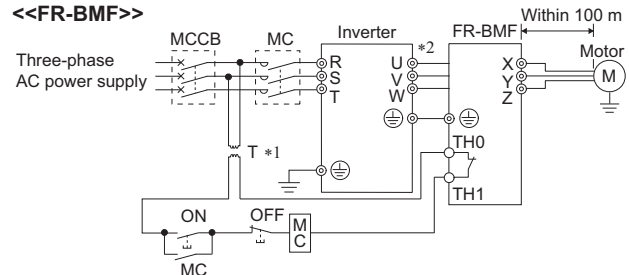 <<FR-BMF>>
Within 100 m
MCCB
MC
Inverter
FR-BMF
Motor
Three-phase
AC power supply
R
S
T
U
V
W
*2
X
Y
Z
M
T *1
TH0
TH1
ON
OFF
M
C
MC